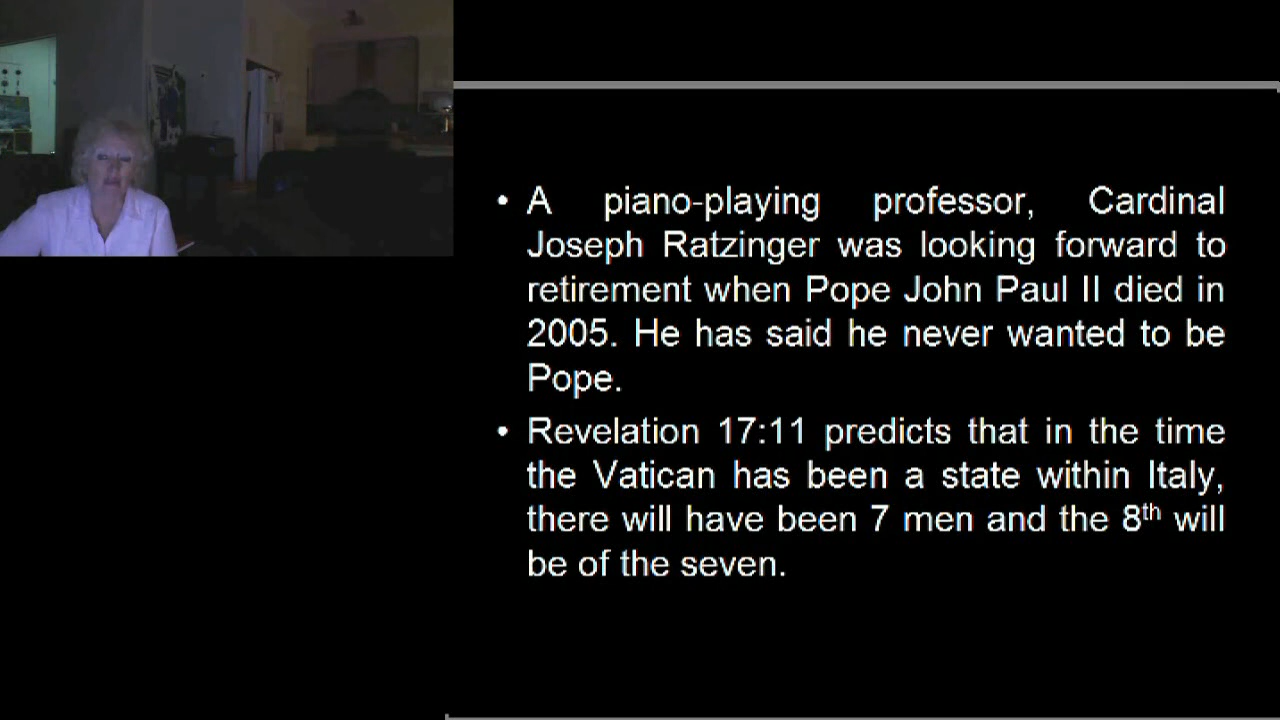 • A piano-playing professor, Cardinal
Joseph Ratzinger was looking forward to
retirement when Pope John Paul II died in
2005. He has said he never wanted to be
Pope.
• Revelation 17:11 predicts that in the time
the Vatican has been a state within Italy,
there will have been 7 men and the 8th will
be of the seven.